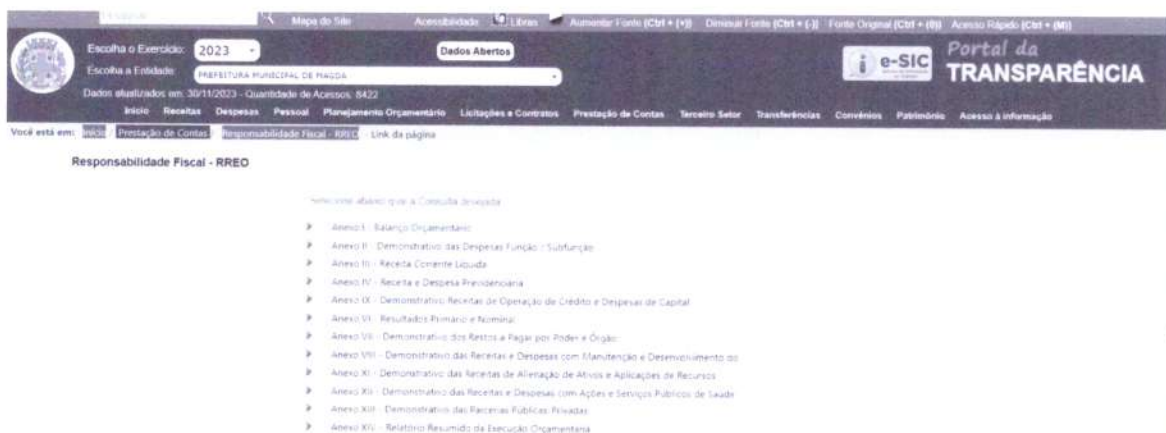 Mapa do Site Acessibilidade Libras Aumentar Fonte (Ctrl + (+)) Diminuir Fonte (Ctrl + (-)) Fonte Original (Ctrl + (0)) Acesso Rápido (Ctrl + (M))
Escolha o Exercício: 2023 Dados Abertos
Escolha a Entidade: PREFEITURA MUNICIPAL DE MAGDA
e-SIC
Portal da
TRANSPARÊNCIA
Dados atualizados em: 30/11/2023 - Quantidade de Acessos: 8422
Início Receitas Despesas Pessoal Planejamento Orçamentário Licitações e Contratos Prestação de Contas Terceiro Setor Transferências Convênios Patrimônio Acesso à informação
Você está em: Início Prestação de Contas Responsabilidade Fiscal - RREO - Link da página
Responsabilidade Fiscal - RREO
Selecione abaixo qual a Consulta desejada
Anexo I - Balanço Orçamentário
Anexo II - Demonstrativo das Despesas Função / Subfunção
Anexo III - Receita Corrente Liquida
Anexo IV - Receita e Despesa Previdenciária
Anexo IX - Demonstrativo Receitas de Operação de Crédito e Despesas de Capital
Anexo VI - Resultados Primário e Nominal
Anexo VII - Demonstrativo dos Restos a Pagar por Poder e Órgão
Anexo VIII - Demonstrativo das Receitas e Despesas com Manutenção e Desenvolvimento do
Anexo XI - Demonstrativo das Receitas de Alienação de Ativos e Aplicações de Recursos
Anexo XII - Demonstrativo das Receitas e Despesas com Ações e Serviços Públicos de Saúde
Anexo XIII - Demonstrativo das Parcerias Públicas Privadas
Anexo XIV - Relatório Resumido da Execução Orçamentaria